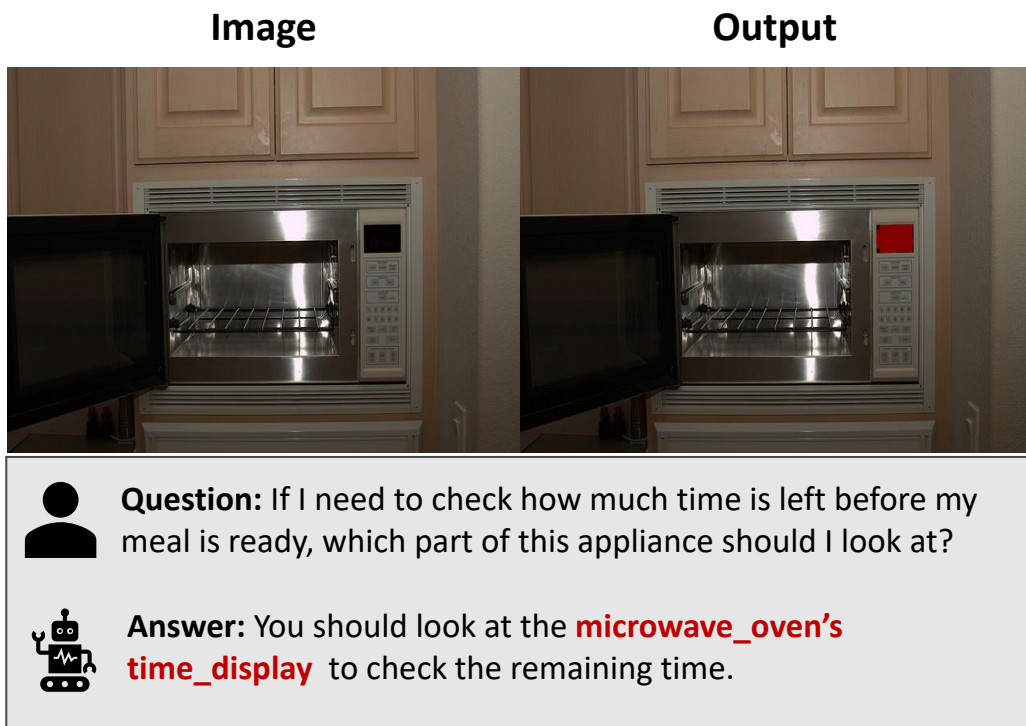 Image
Output
Question: If I need to check how much time is left before my
meal is ready, which part of this appliance should I look at?
Answer: You should look at the microwave_oven's
time_display to check the remaining time.